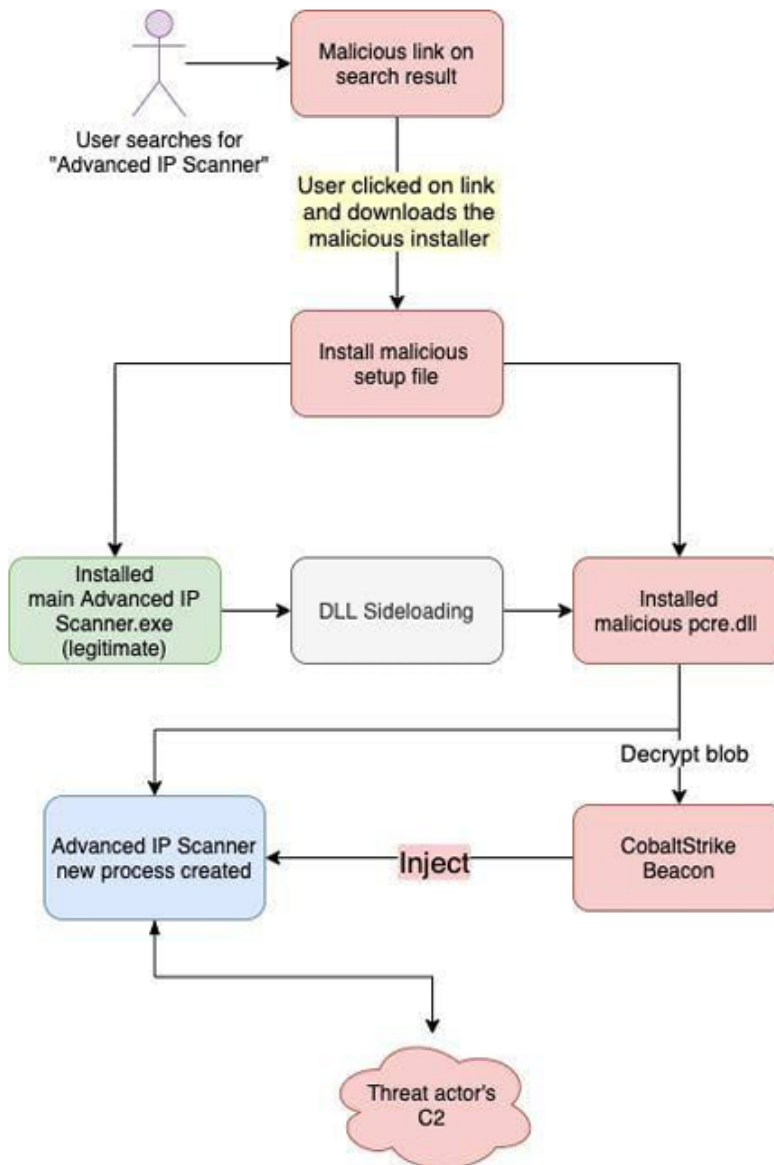 Malicious link on
search result
User searches for
"Advanced IP Scanner"
User clicked on link
and downloads the
malicious installer
Install malicious
setup file
Installed
main Advanced IP
Scanner.exe
(legitimate)
DLL Sideloading
Installed
malicious pcre.dll
Decrypt blob
Advanced IP Scanner
new process created
Inject
CobaltStrike
Beacon
Threat actor's
C2